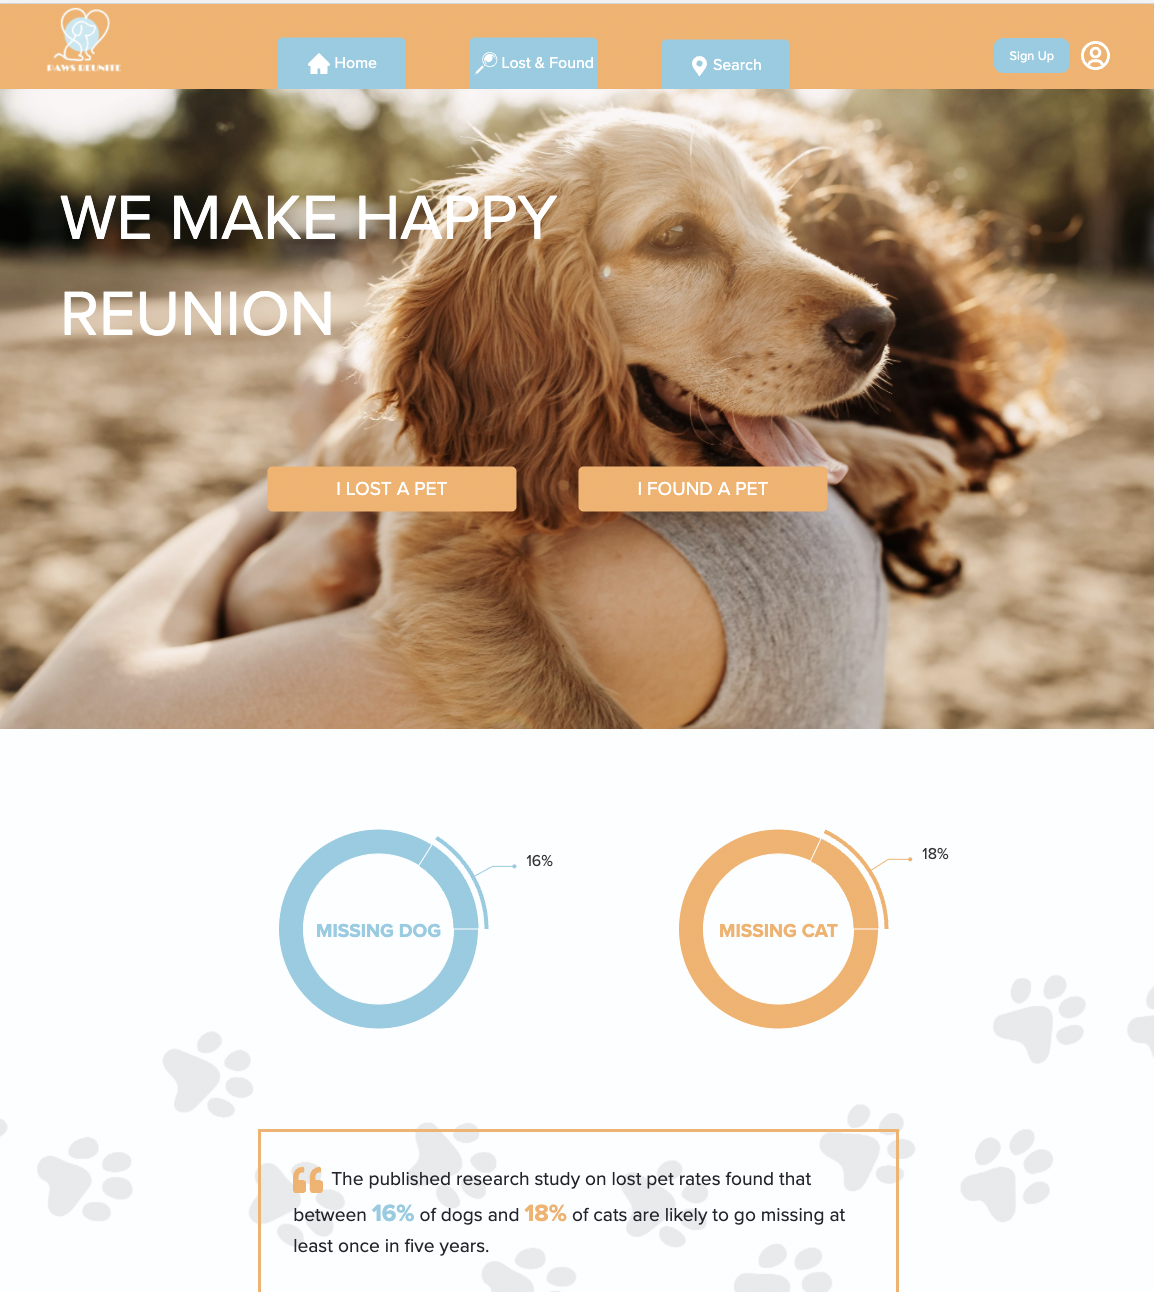 PAWS REUNITE
Home
Lost & Found
Search
Sign Up
WE MAKE HAPPY
REUNION
I LOST A PET
I FOUND A PET
16%
18%
MISSING DOG
MISSING CAT
The published research study on lost pet rates found that
between 16% of dogs and 18% of cats are likely to go missing at
least once in five years.